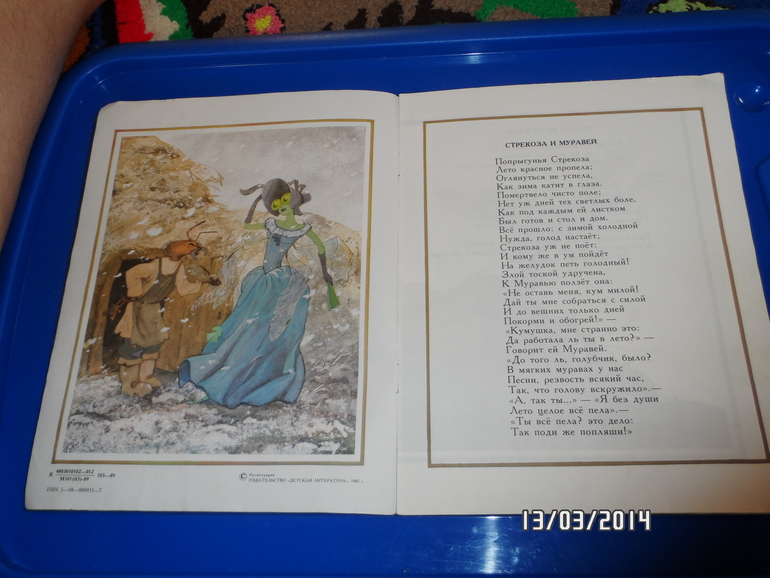 СТРЕКОЗА И МУРАВЕЙ
Попрыгунья Стрекоза
Лето красное пропела;
Оглянуться не успела,
Как зима катит в глаза.
Помертвело чисто поле;
Нет уж дней тех светлых боле,
Как под каждым ей листком
Был готов и стол и дом.
Всё прошло: с зимой холодной
Нужда, голод настаёт;
Стрекоза уж не поёт:
И кому же в ум пойдёт
На желудок петь голодный!
Злой тоской удручена,
К Муравью ползёт она:
«Не оставь меня, кум милой!
Дай ты мне собраться с силой
И до вешних только дней
Покорми и обогрей!» —
«Кумушка, мне странно это:
Да работала ль ты в лето?» —
Говорит ей Муравей.
«До того ль, голубчик, было?
В мягких муравах у нас
Песни, резвость всякий час,
Так, что голову вскружило».—
«А, так ты...» — «Я без души
Лето целое всё пела».—
«Ты всё пела? это дело:
Так поди же попляши!»
© Иллюстрации
ИЗДАТЕЛЬСТВО «ДЕТСКАЯ ЛИТЕРАТУРА»,
13/03/2014